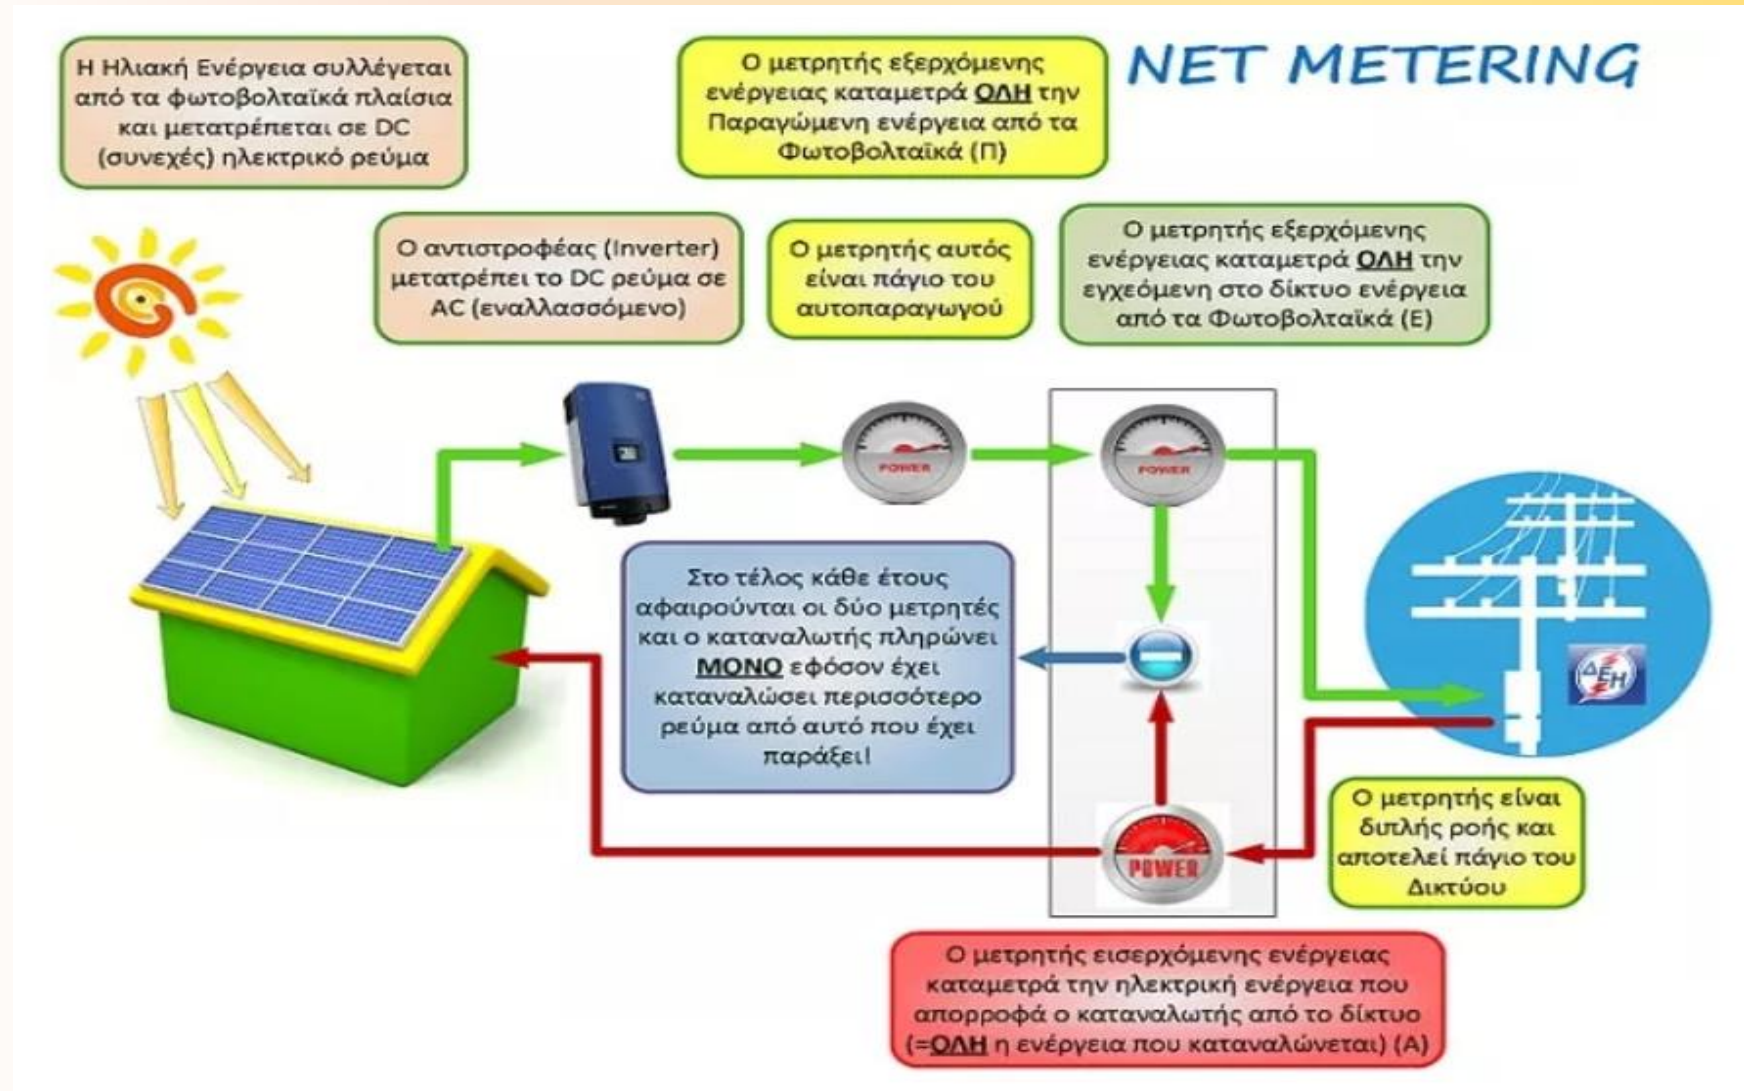 Η Ηλιακή Ενέργεια συλλέγεται
από τα φωτοβολταϊκά πλαίσια
και μετατρέπεται σε DC
(συνεχές) ηλεκτρικό ρεύμα
Ο μετρητής εξερχόμενης
ενέργειας καταμετρά ΟΛΗ την
Παραγώμενη ενέργεια από τα
Φωτοβολταϊκά (Π)
NET METERING
Ο αντιστροφέας (Inverter)
μετατρέπει το DC ρεύμα σε
AC (εναλλασσόμενο)
Ο μετρητής αυτός
είναι πάγιο του
αυτοπαραγωγού
Ο μετρητής εξερχόμενης
ενέργειας καταμετρά ΟΛΗ την
εγχεόμενη στο δίκτυο ενέργεια
από τα Φωτοβολταϊκά (Ε)
POWER
POWER
Στο τέλος κάθε έτους
αφαιρούνται οι δύο μετρητές
και ο καταναλωτής πληρώνει
ΜΟΝΟ εφόσον έχει
καταναλώσει περισσότερο
ρεύμα από αυτό που έχει
παράξει!
ΔΕΗ
POWER
Ο μετρητής είναι
διπλής ροής και
αποτελεί πάγιο του
Δικτύου
Ο μετρητής εισερχόμενης ενέργειας
καταμετρά την ηλεκτρική ενέργεια που
απορροφά ο καταναλωτής από το δίκτυο
(=ΟΛΗ η ενέργεια που καταναλώνεται) (Α)